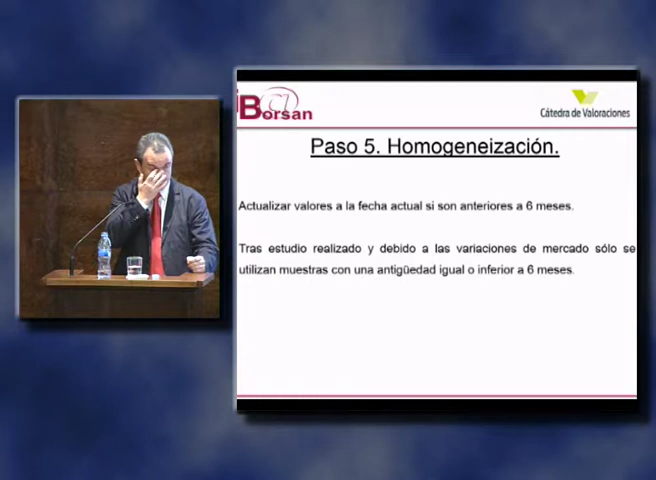 iBorsan
Cátedra de Valoraciones
Paso 5. Homogeneización.
Actualizar valores a la fecha actual si son anteriores a 6 meses.
Tras estudio realizado y debido a las variaciones de mercado sólo se
utilizan muestras con una antigüedad igual o inferior a 6 meses.